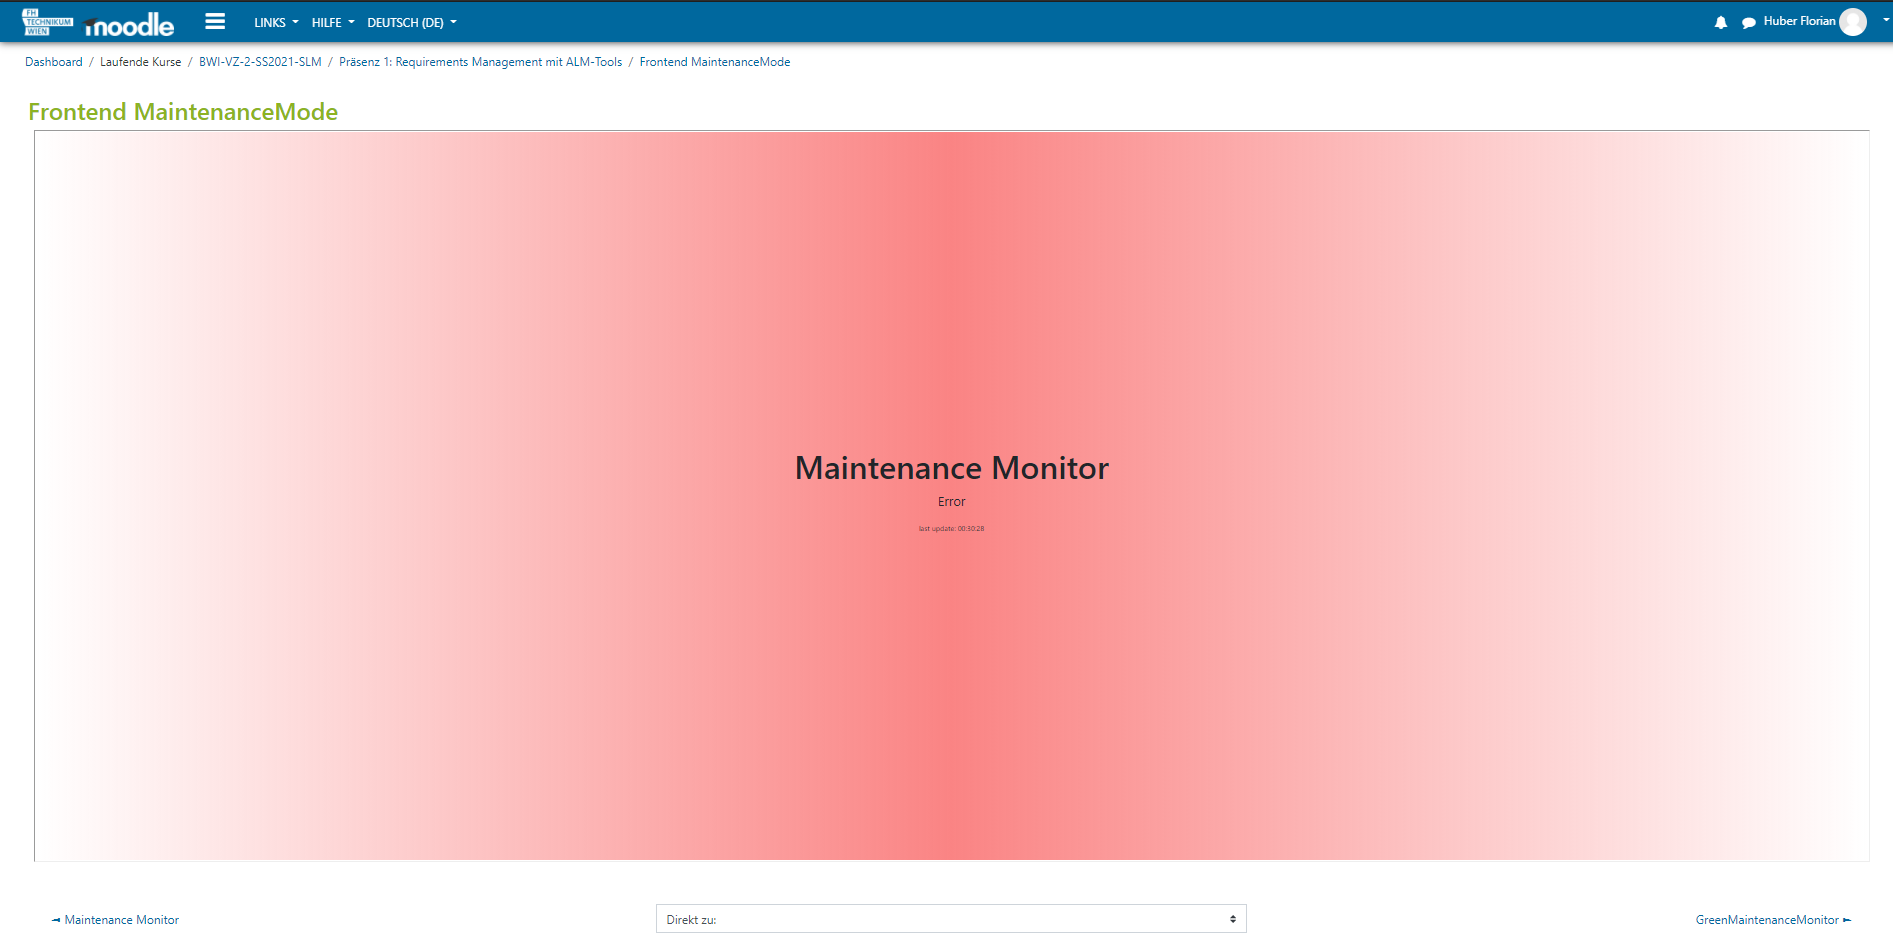 FH TECHNIKUM WIEN moodle LINKS HILFE DEUTSCH (DE) Huber Florian
Dashboard / Laufende Kurse / BWI-VZ-2-SS2021-SLM / Präsenz 1: Requirements Management mit ALM-Tools / Frontend MaintenanceMode
Frontend MaintenanceMode
Maintenance Monitor
Error
last update: 00:30:28
◄ Maintenance Monitor Direkt zu: GreenMaintenanceMonitor ►